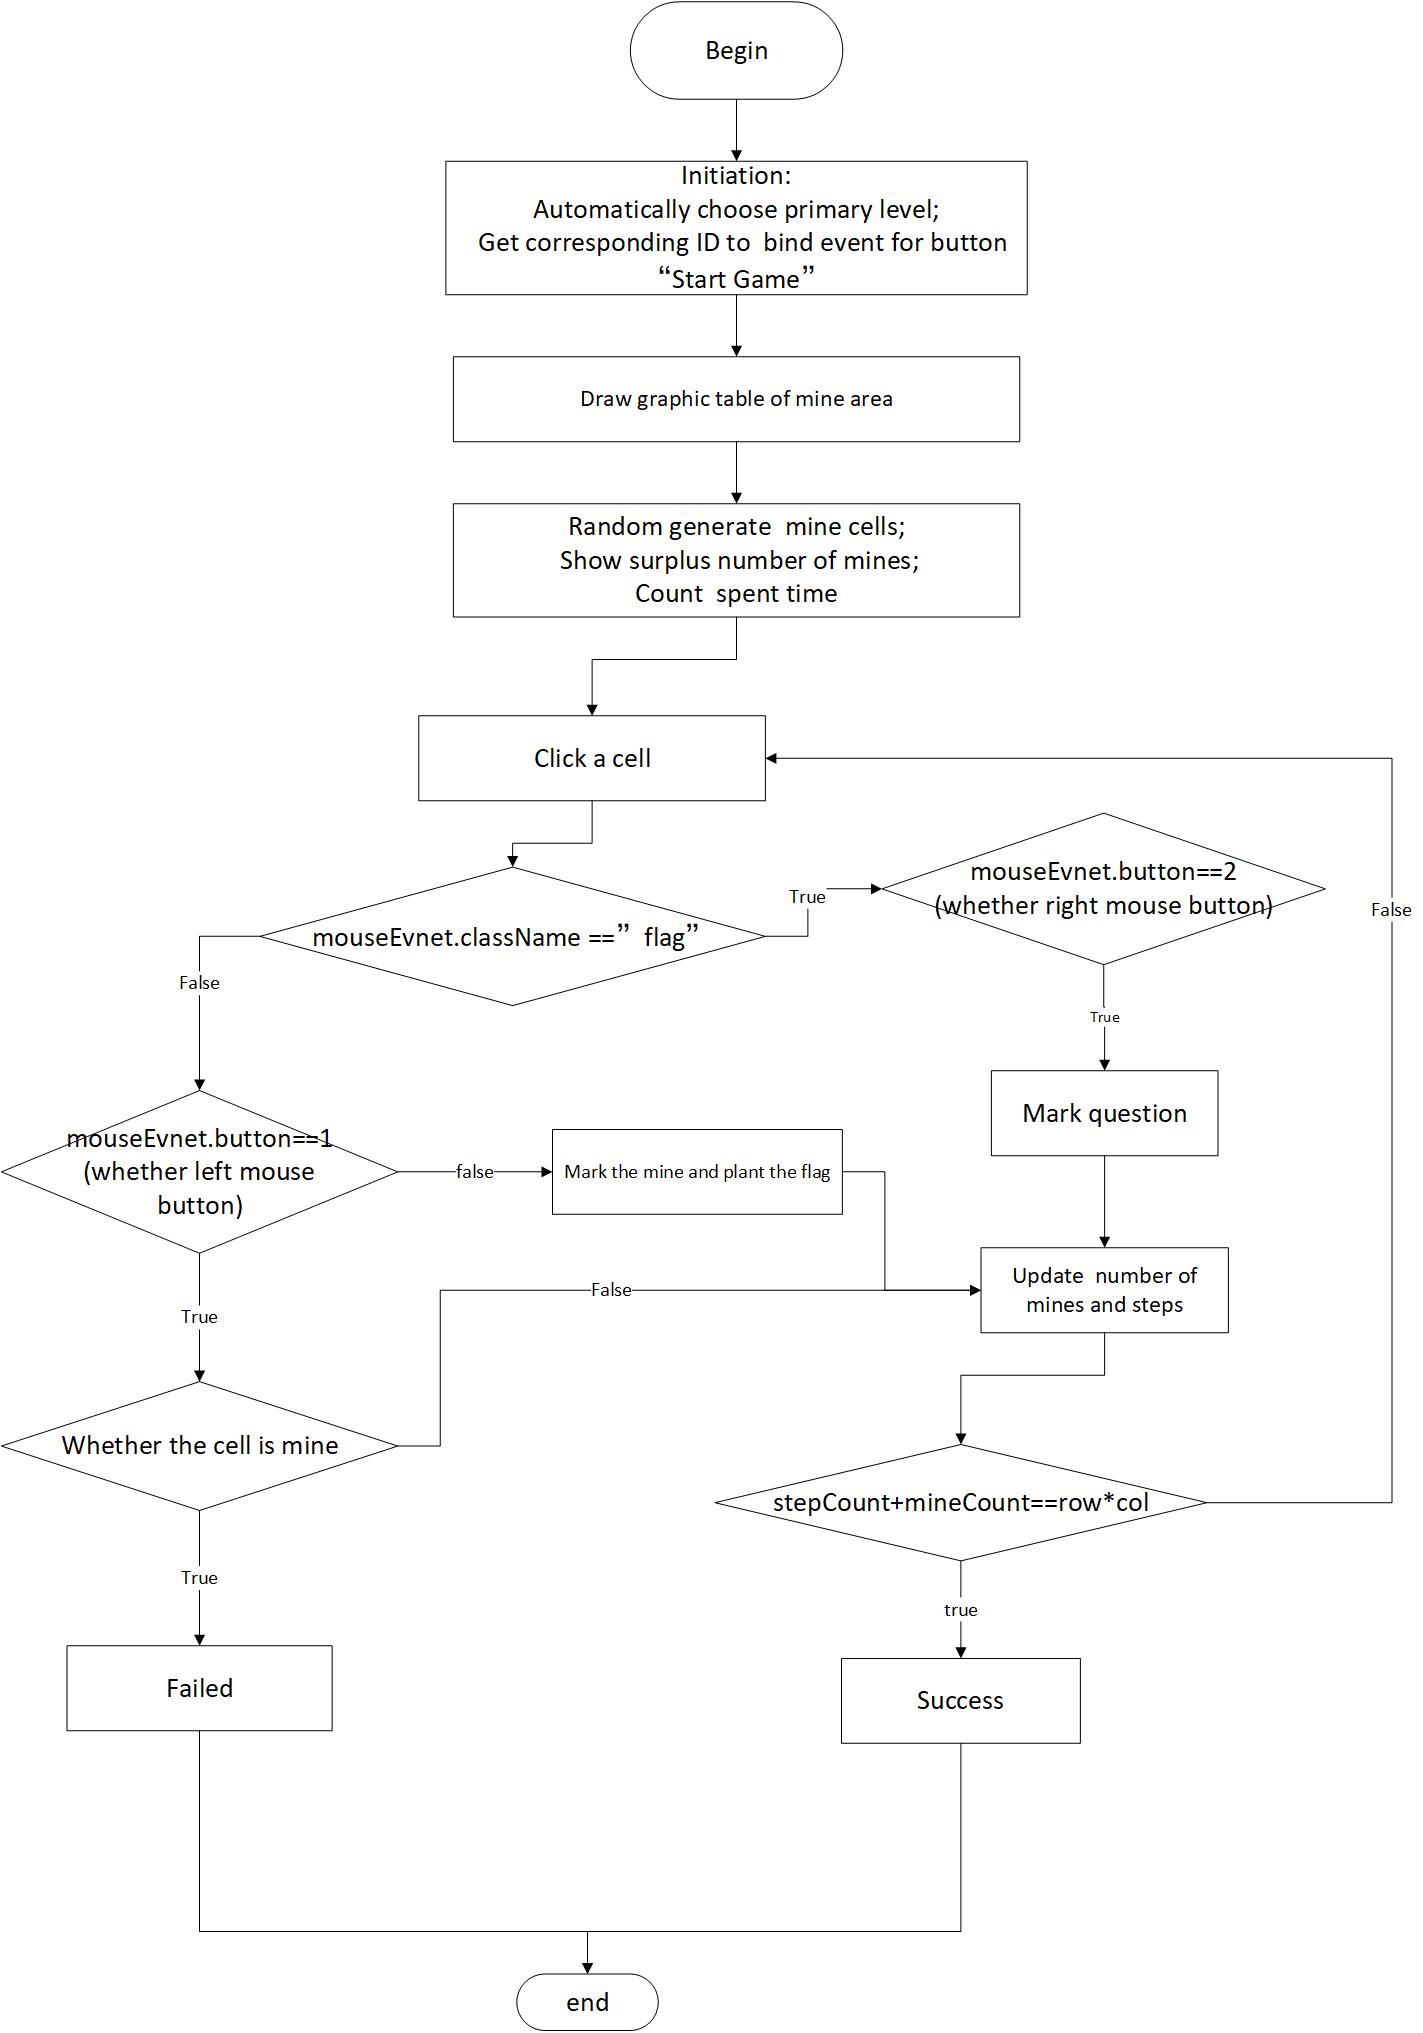 Begin
Initiation:
Automatically choose primary level;
Get corresponding ID to bind event for button
“Start Game”
Draw graphic table of mine area
Random generate mine cells;
Show surplus number of mines;
Count spent time
Click a cell
mouseEvnet.className ==” flag”
True
mouseEvnet.button==2
(whether right mouse button)
False
False
True
Mark question
mouseEvnet.button==1
(whether left mouse
button)
false
Mark the mine and plant the flag
True
False
Update number of
mines and steps
Whether the cell is mine
stepCount+mineCount==row*col
True
true
Failed
Success
end